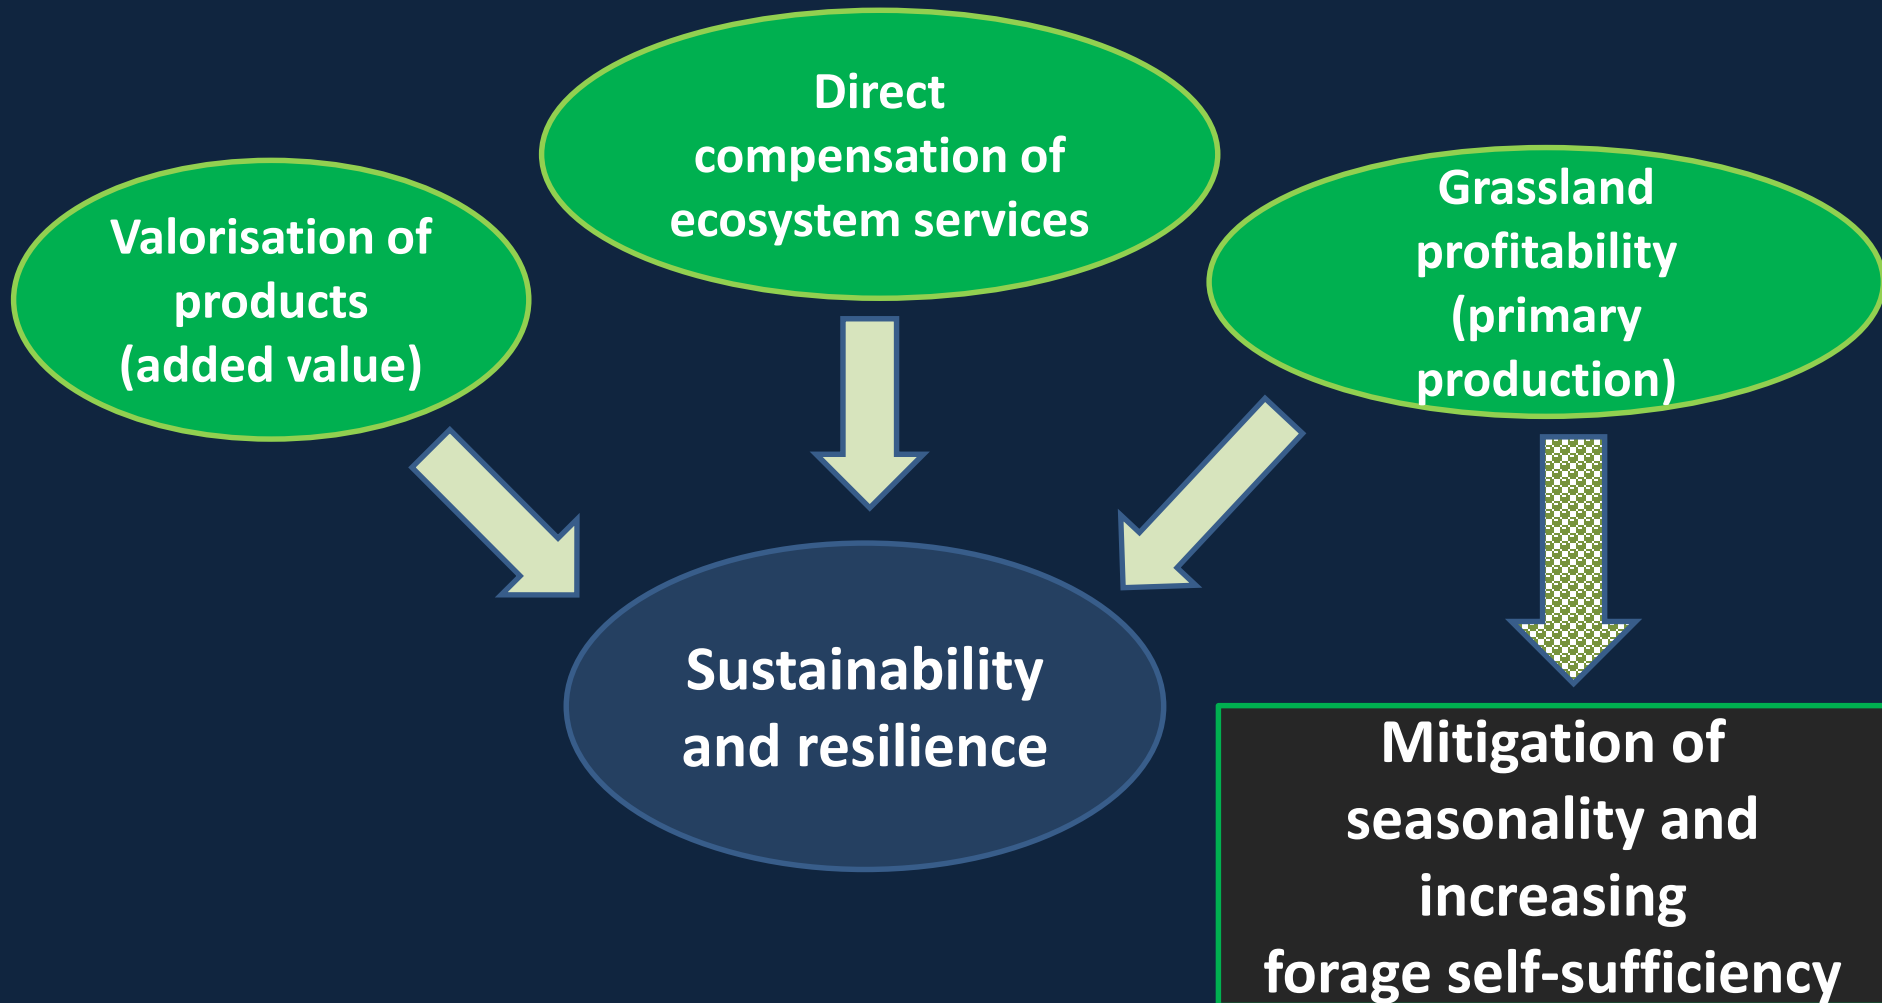 Direct
compensation of
ecosystem services
Valorisation of
products
(added value)
Grassland
profitability
(primary
production)
Sustainability
and resilience
Mitigation of
seasonality and
increasing
forage self-sufficiency